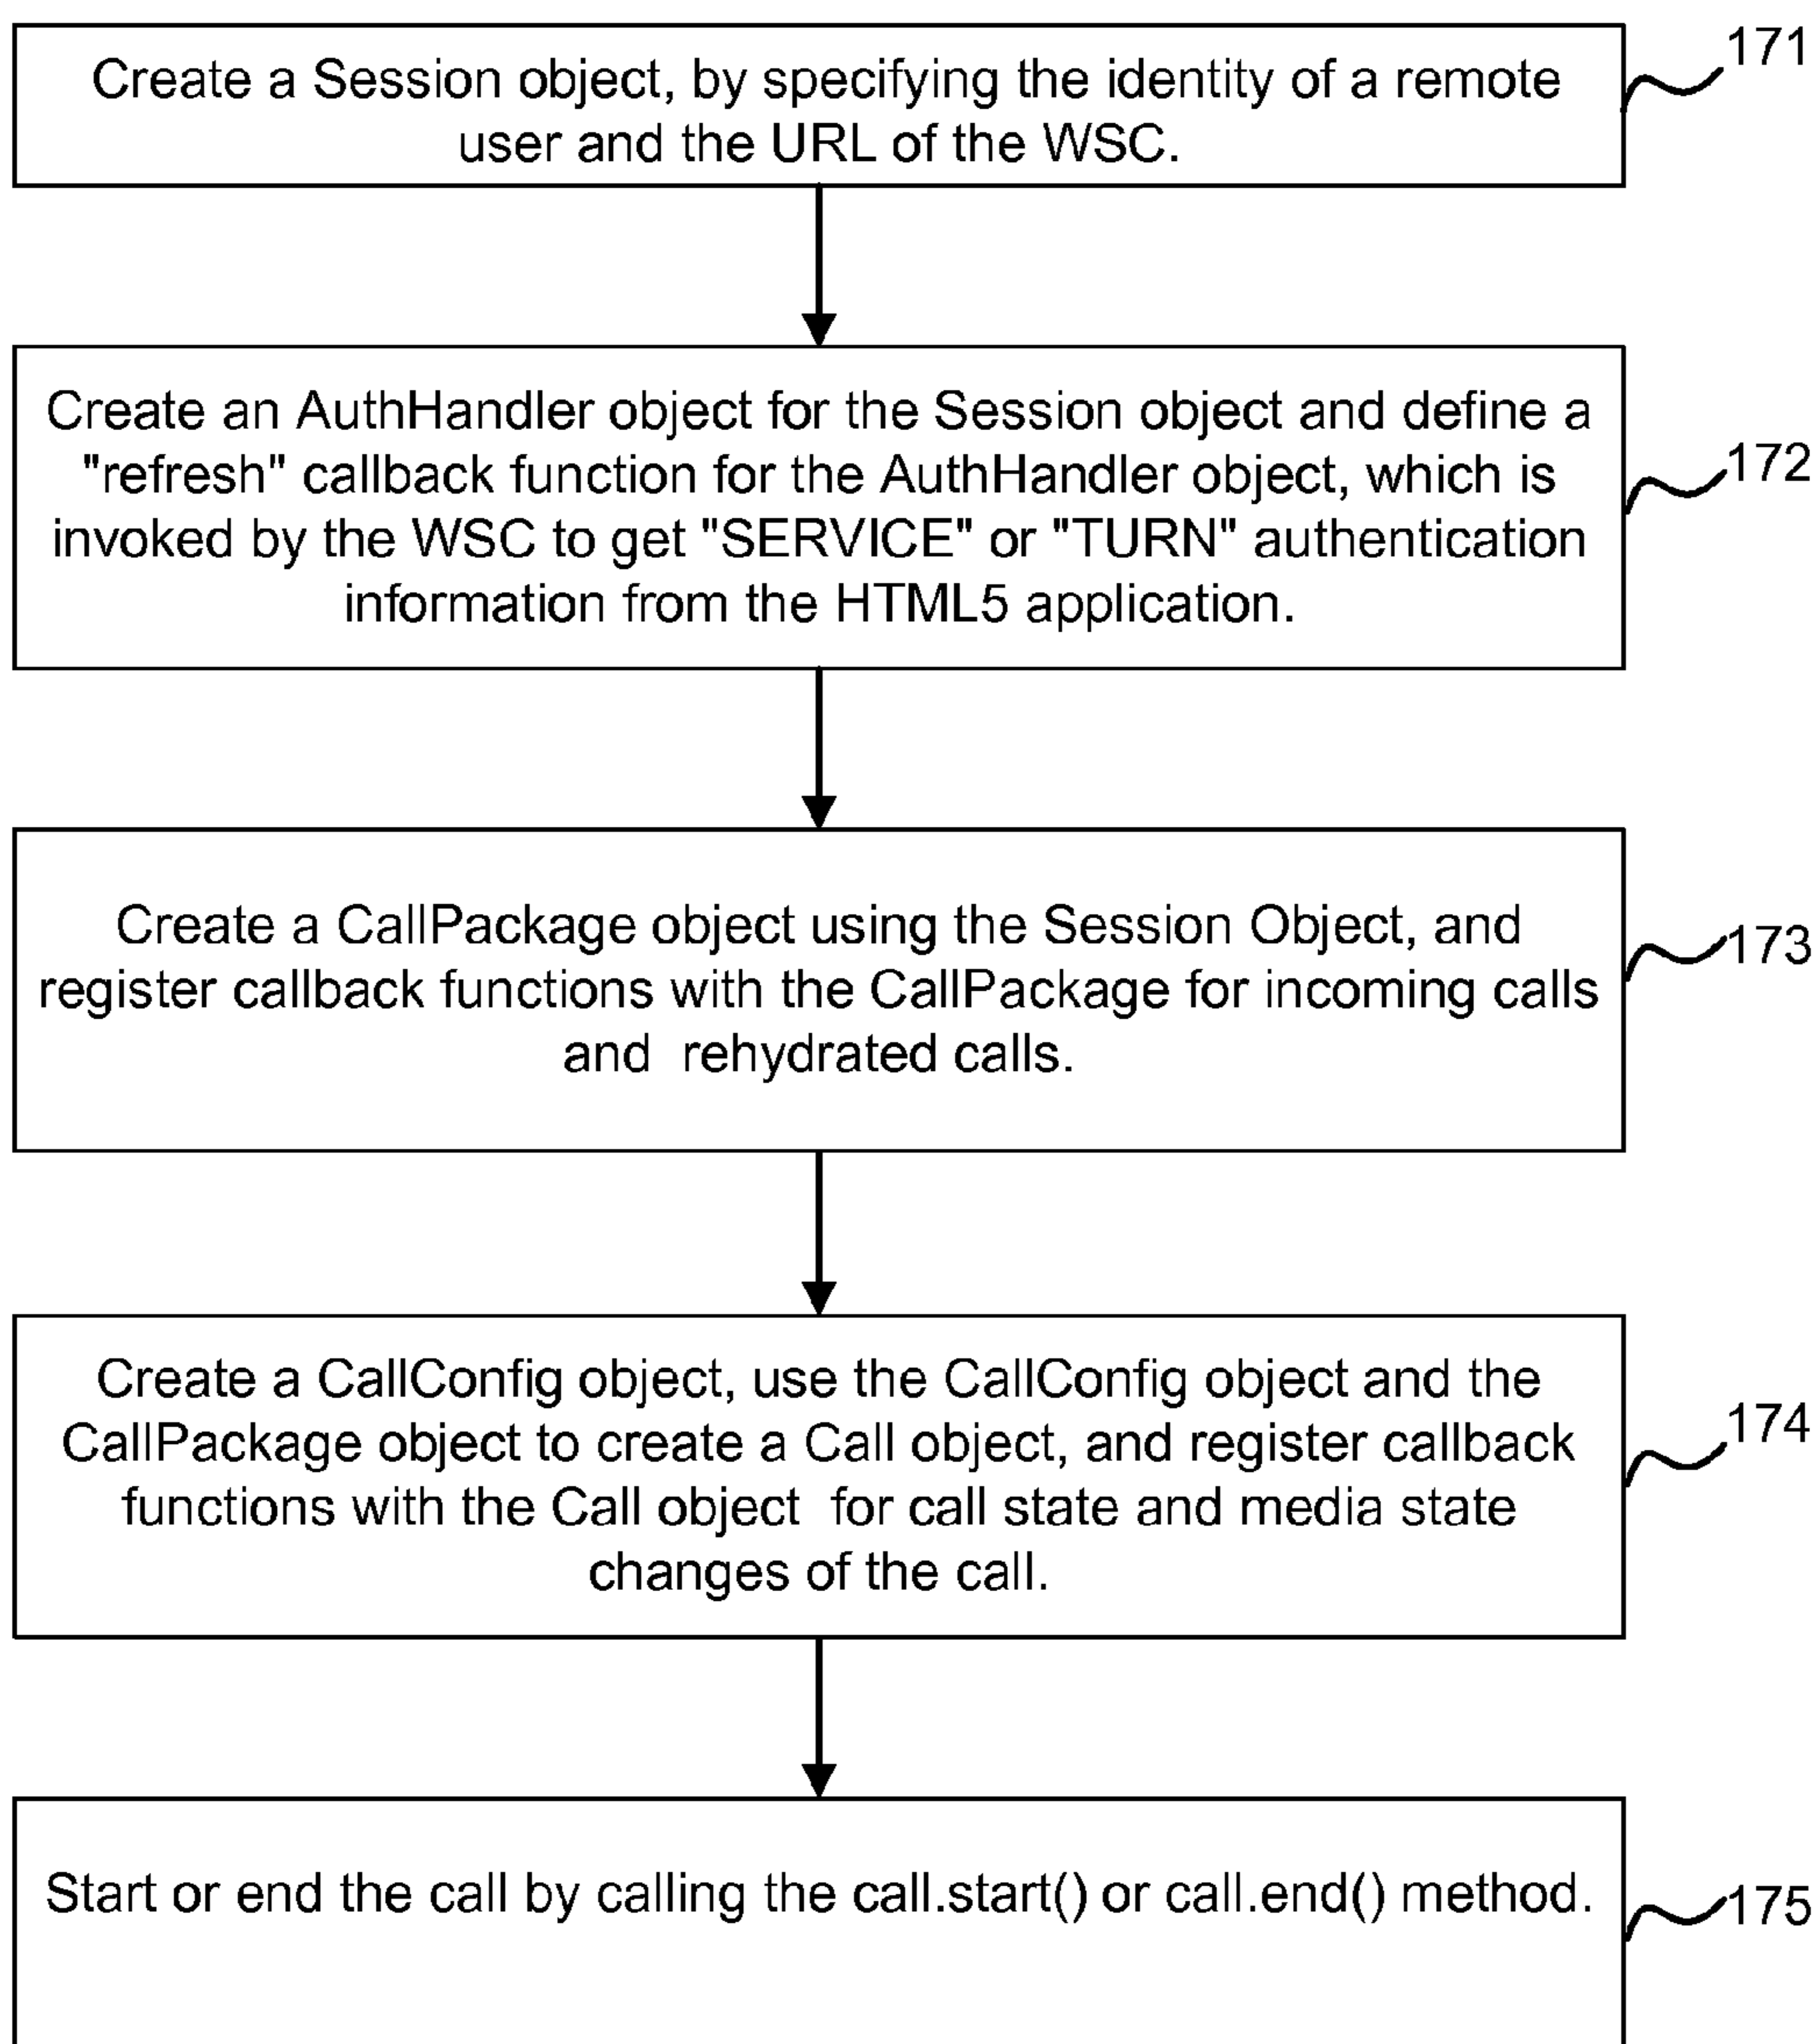 Create a Session object, by specifying the identity of a remote
user and the URL of the WSC.
171
Create an AuthHandler object for the Session object and define a
"refresh" callback function for the AuthHandler object, which is
invoked by the WSC to get "SERVICE" or "TURN" authentication
information from the HTML5 application.
172
Create a CallPackage object using the Session Object, and
register callback functions with the CallPackage for incoming calls
and rehydrated calls.
173
Create a CallConfig object, use the CallConfig object and the
CallPackage object to create a Call object, and register callback
functions with the Call object for call state and media state
changes of the call.
174
Start or end the call by calling the call.start() or call.end() method.
175